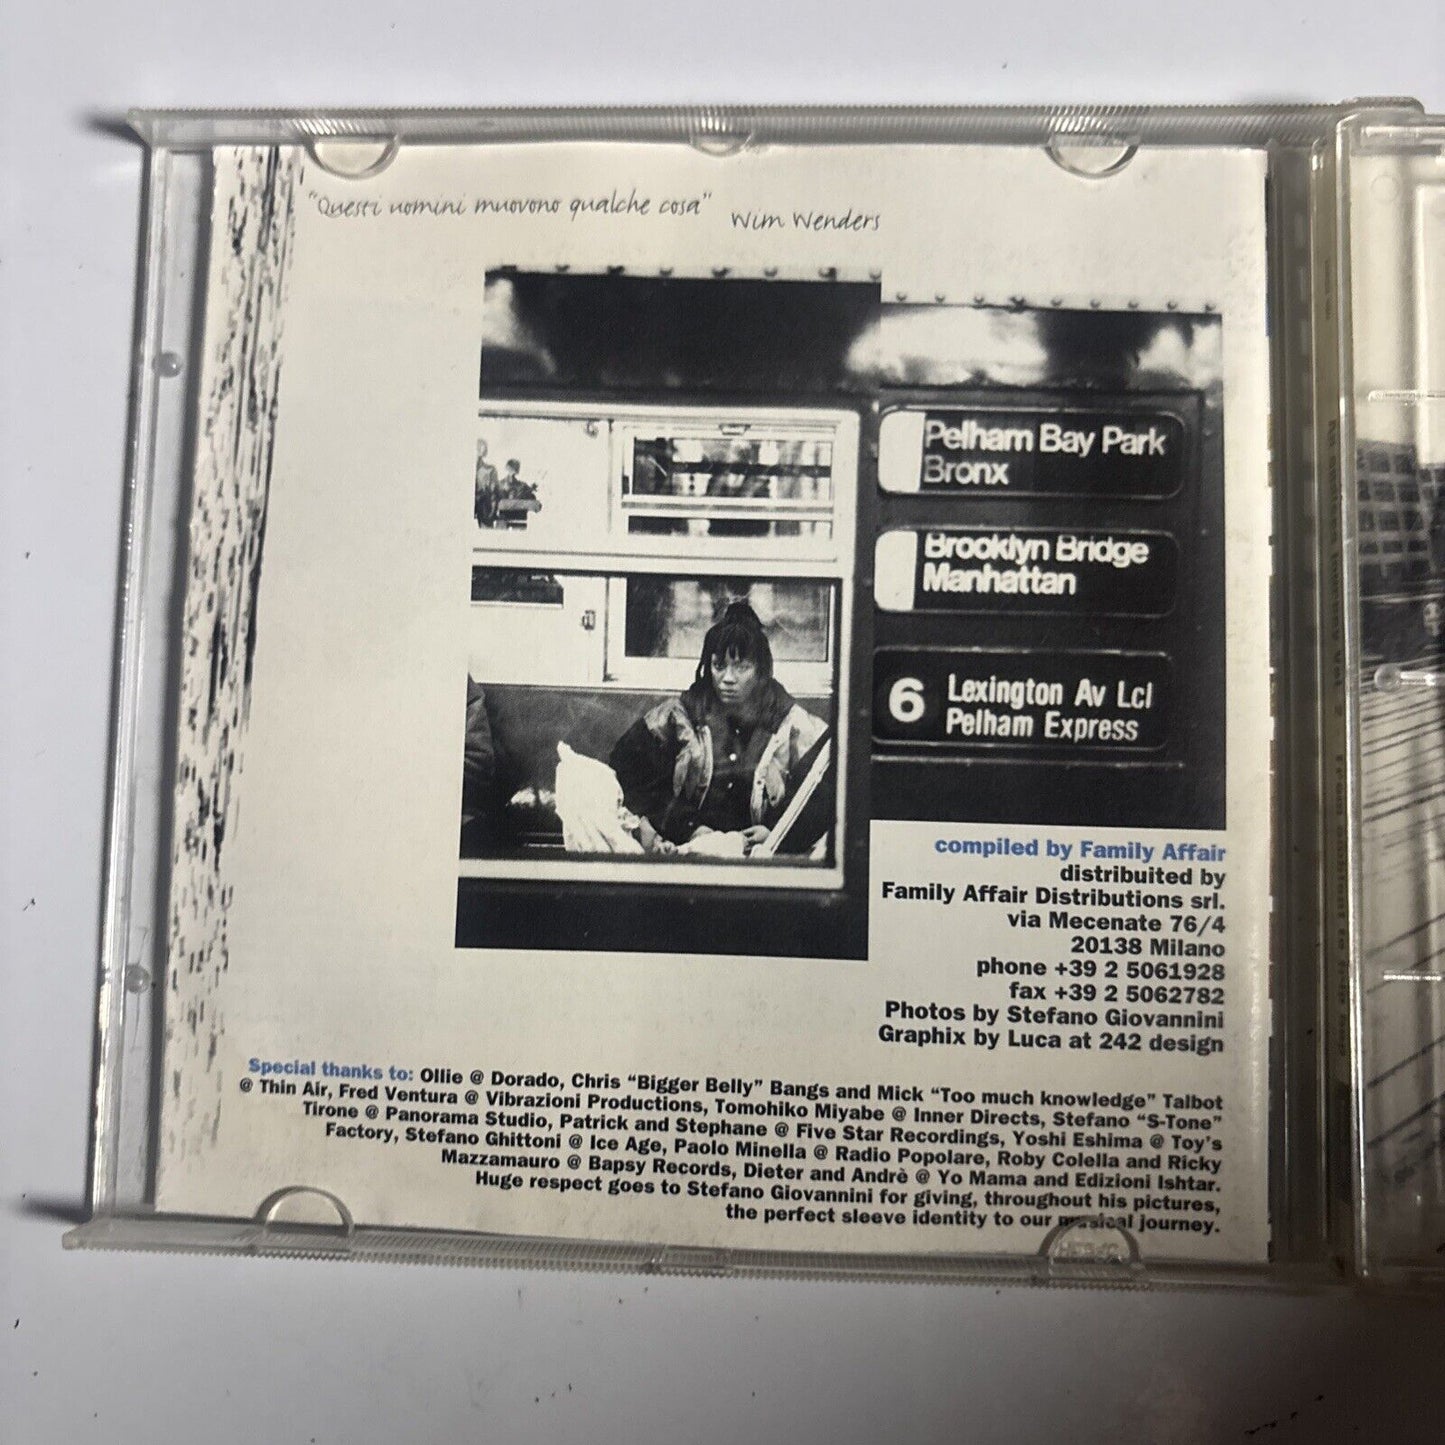 "Questi uomini muovono qualche cosa"
Wim Wenders
Pelham Bay Park
Bronx
Brooklyn Bridge
Manhattan
6 Lexington Av Lcl
Pelham Express
compiled by Family Affair
distribuited by
Family Affair Distributions srl.
via Mecenate 76/4
20138 Milano
phone +39 2 5061928
fax +39 2 5062782
Photos by Stefano Giovannini
Graphix by Luca at 242 design
Special thanks to: Ollie @ Dorado, Chris "Bigger Belly" Bangs and Mick "Too much knowledge" Talbot
@ Thin Air, Fred Ventura @ Vibrazioni Productions, Tomohiko Miyabe @ Inner Directs, Stefano "S-Tone"
Tirone @ Panorama Studio, Patrick and Stephane @ Five Star Recordings, Yoshi Eshima @ Toy's
Factory, Stefano Ghittoni @ Ice Age, Paolo Minella @ Radio Popolare, Roby Colella and Ricky
Mazzamauro @ Bapsy Records, Dieter and Andrè @ Yo Mama and Edizioni Ishtar.
Huge respect goes to Stefano Giovannini for giving, throughout his pictures,
the perfect sleeve identity to our musical journey.